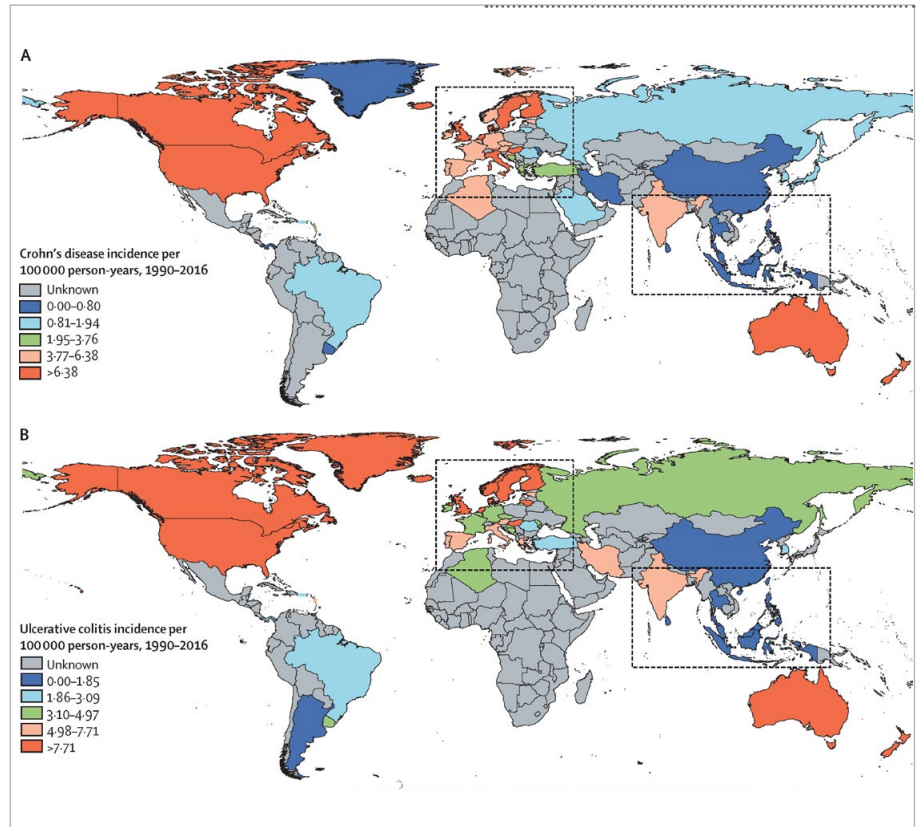 A
Crohn's disease incidence per
100 000 person-years, 1990–2016
Unknown
0·00–0·80
0·81–1·94
1·95–3·76
3·77–6·38
>6·38
B
Ulcerative colitis incidence per
100 000 person-years, 1990–2016
Unknown
0·00–1·85
1·86–3·09
3·10–4·97
4·98–7·71
>7·71